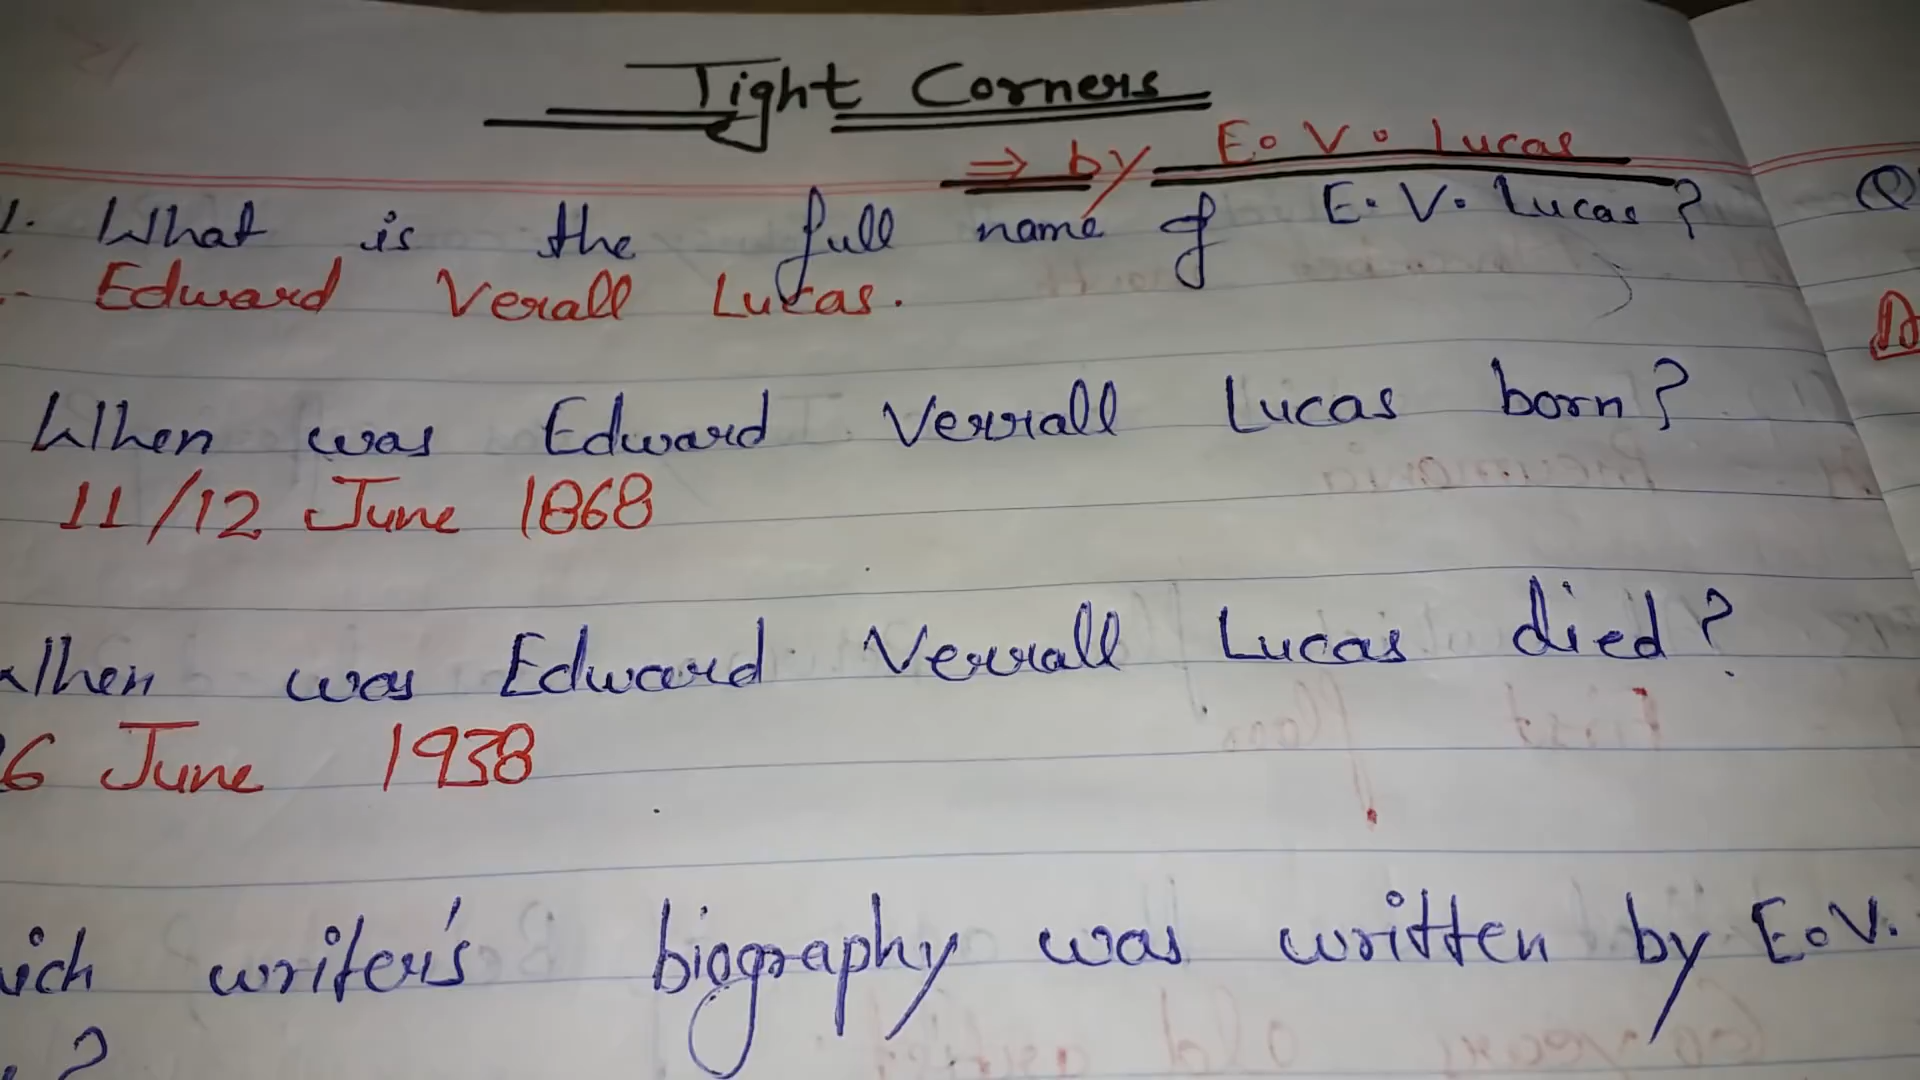 Tight Corners
⇒ by E. V. Lucas
1. What is the full name of E. V. Lucas?
:- Edward Verall Lucas.
When was Edward Verrall Lucas born?
11/12 June 1868
When was Edward Verrall Lucas died?
26 June 1938
ich writer's biography was written by E.V.
?